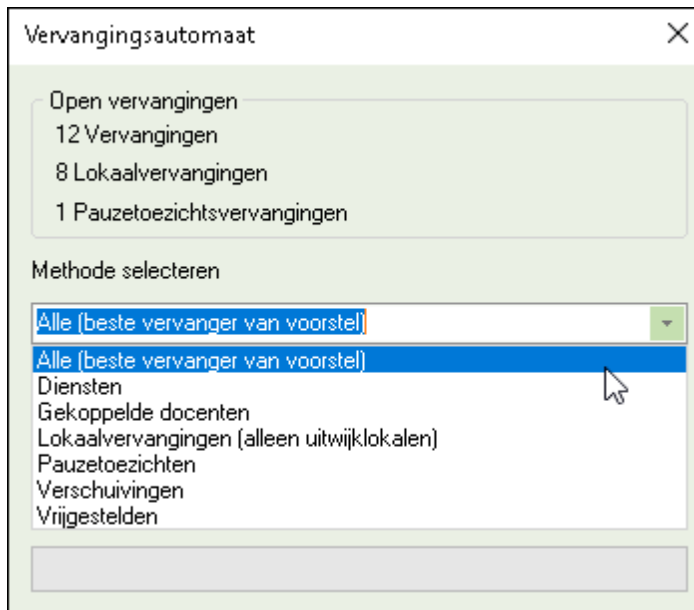 Vervangingsautomaat
Open vervangingen
12 Vervangingen
8 Lokaalvervangingen
1 Pauzetoezichtsvervangingen
Methode selecteren
Alle (beste vervanger van voorstel)
Alle (beste vervanger van voorstel)
Diensten
Gekoppelde docenten
Lokaalvervangingen (alleen uitwijklokalen)
Pauzetoezichten
Verschuivingen
Vrijgestelden